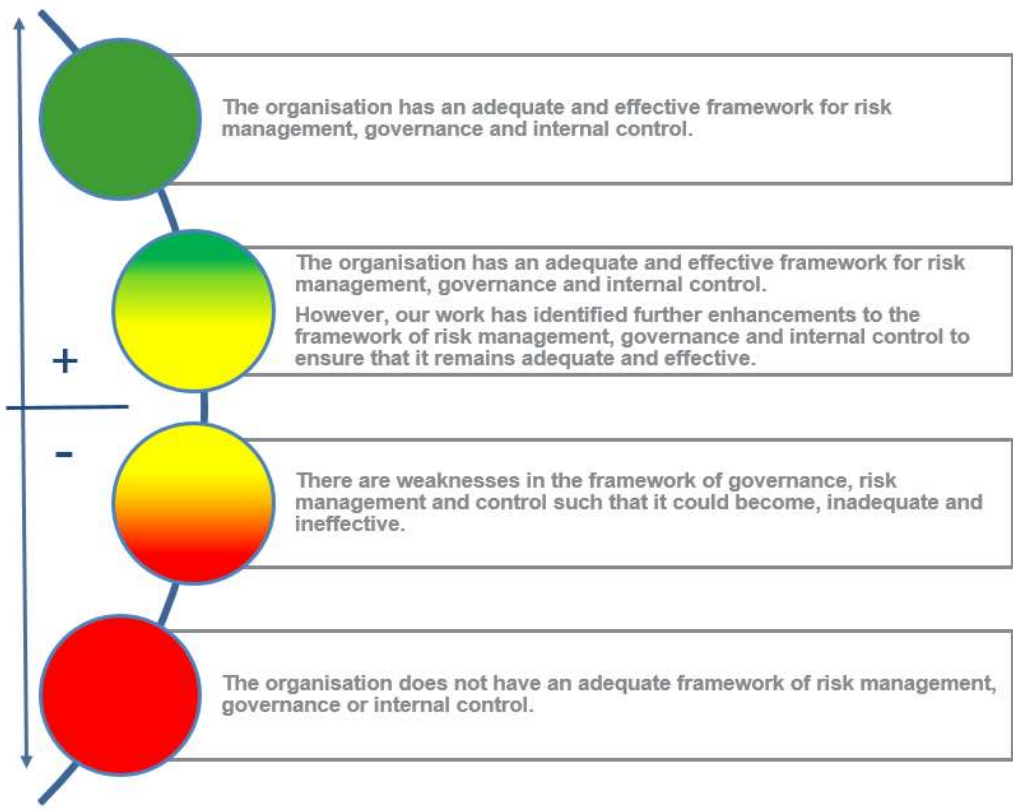 The organisation has an adequate and effective framework for risk
management, governance and internal control.
The organisation has an adequate and effective framework for risk
management, governance and internal control.
However, our work has identified further enhancements to the
framework of risk management, governance and internal control to
ensure that it remains adequate and effective.
+
-
There are weaknesses in the framework of governance, risk
management and control such that it could become, inadequate and
ineffective.
The organisation does not have an adequate framework of risk management,
governance or internal control.